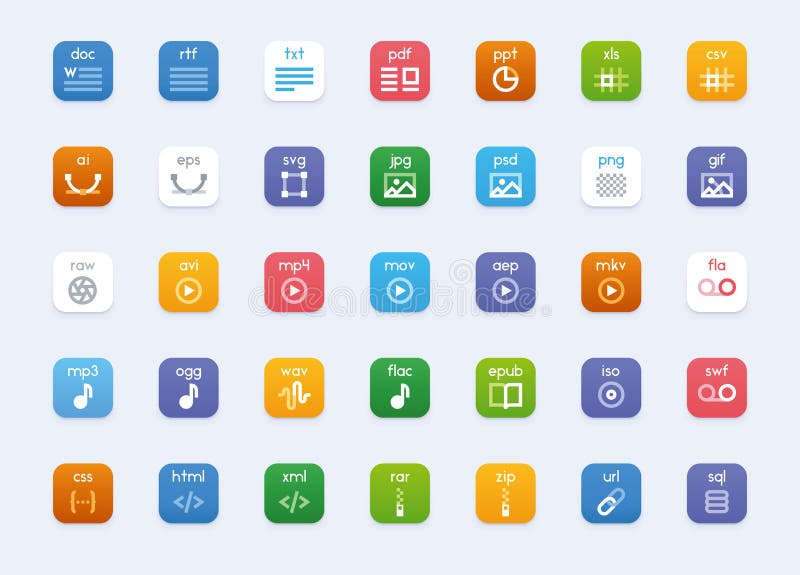 doc rtf txt pdf ppt xls csv
W
ai eps svg jpg psd png gif
raw avi mp4 mov aep mkv fla
dreamstime
mp3 ogg wav flac epub iso swf
css html xml rar zip url sql